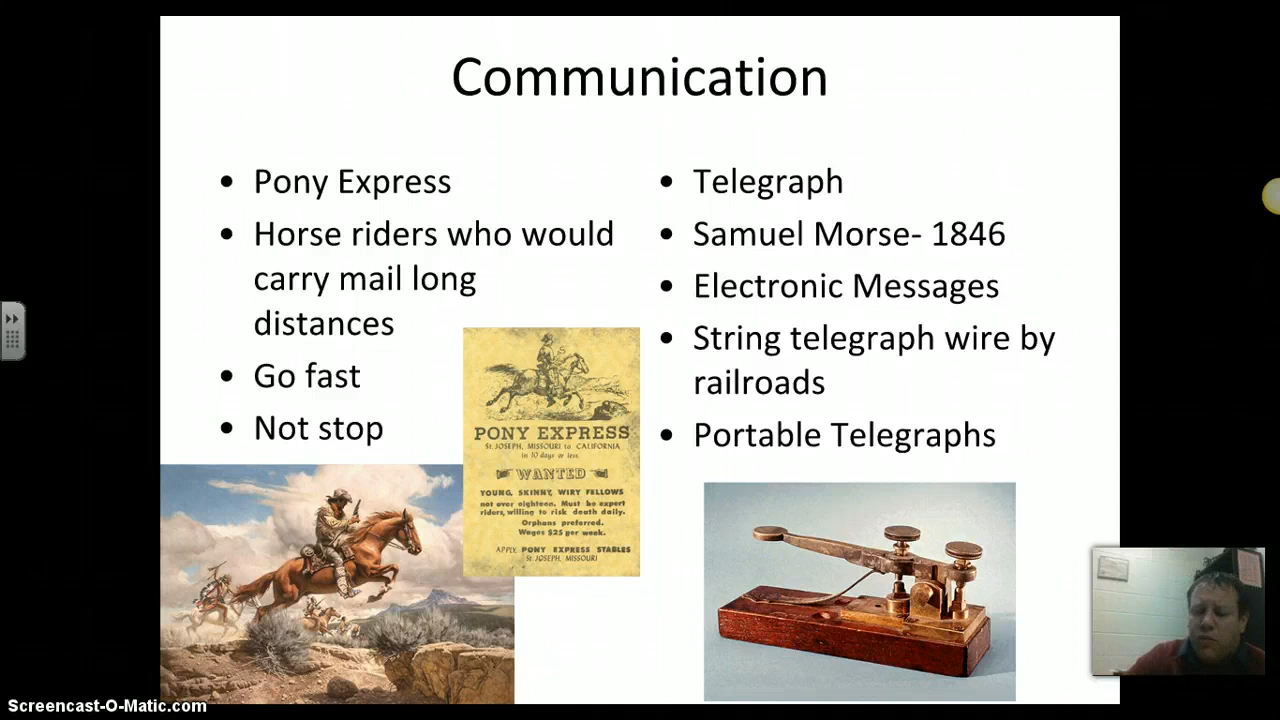 Communication
• Pony Express
• Horse riders who would
carry mail long
distances
• Go fast
• Not stop
PONY EXPRESS
St. JOSEPH, MISSOURI to CALIFORNIA
in 10 days or less.
WANTED
YOUNG, SKINNY, WIRY FELLOWS
not over eighteen. Must be expert
riders, willing to risk death daily.
Orphans preferred.
Wages $25 per week.
APPLY, PONY EXPRESS STABLES
St. JOSEPH, MISSOURI
• Telegraph
• Samuel Morse- 1846
• Electronic Messages
• String telegraph wire by
railroads
• Portable Telegraphs
Screencast-O-Matic.com